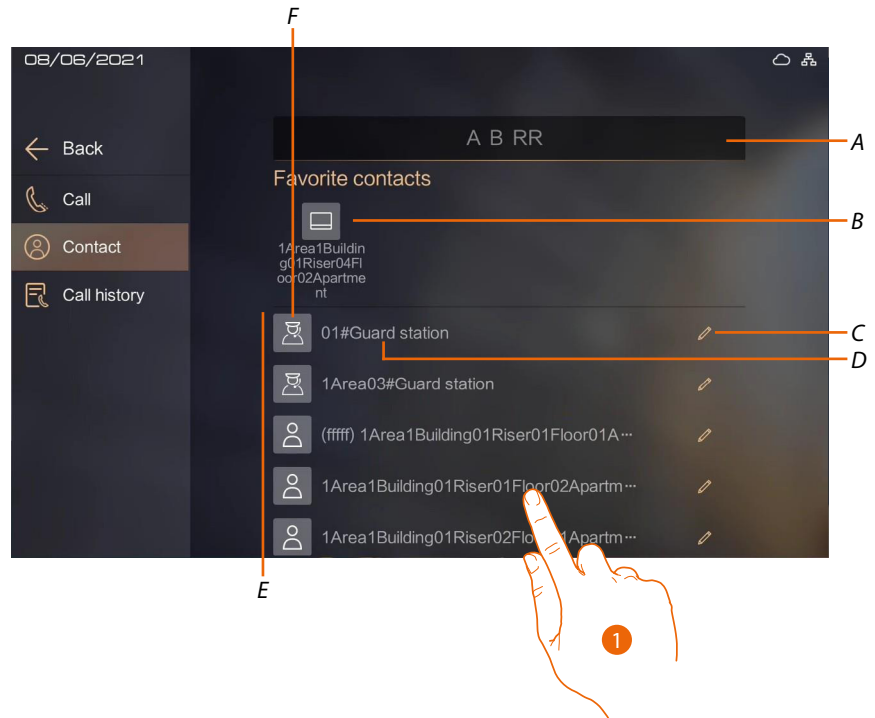 F
08/06/2021
A B RR
A
Back
Favorite contacts
Call
B
Contact
1Area1Buildin
g01Riser04Fl
oor02Apartme
nt
Call history
01#Guard station
C
D
1Area03#Guard station
(fffff) 1Area1Building01Riser01Floor01A···
1Area1Building01Riser01Floor02Apartm···
1Area1Building01Riser02Flo 1Apartm···
E
1